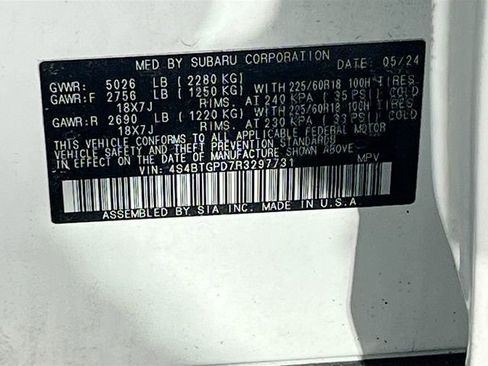 MFD BY SUBARU CORPORATION 05/24
GVWR: 5026 LB (2280 KG)
GAWR:F 2756 LB (1250 KG) WITH 225/60R18 100H TIRES
18X7J RIMS, AT 240 KPA (35 PSI) COLD
GAWR:R 2690 LB (1220 KG) WITH 225/60R18 100H TIRES
18X7J RIMS, AT 230 KPA (33 PSI) COLD
THIS VEHICLE CONFORMS TO ALL APPLICABLE FEDERAL MOTOR
VEHICLE SAFETY AND THEFT PREVENTION STANDARDS IN
EFFECT ON THE DATE OF MANUFACTURE SHOWN ABOVE.
VIN: 4S4BTGPD7R3297731 MPV
ASSEMBLED BY SIA INC. IN U.S.A